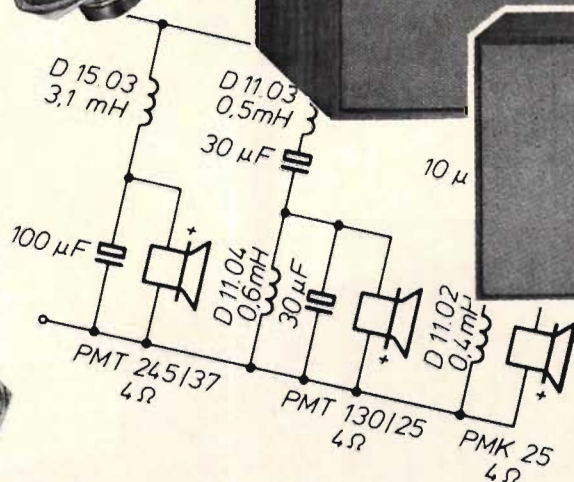 D 15.03
3,1 mH
D 11.03
0,5mH
30 µF
10 µ
100 µF
D 11.04
0,6mH
30µF
D 11.02
0,4mH
PMT 245/37
4Ω
PMT 130/25
4Ω
PMK 25
4Ω